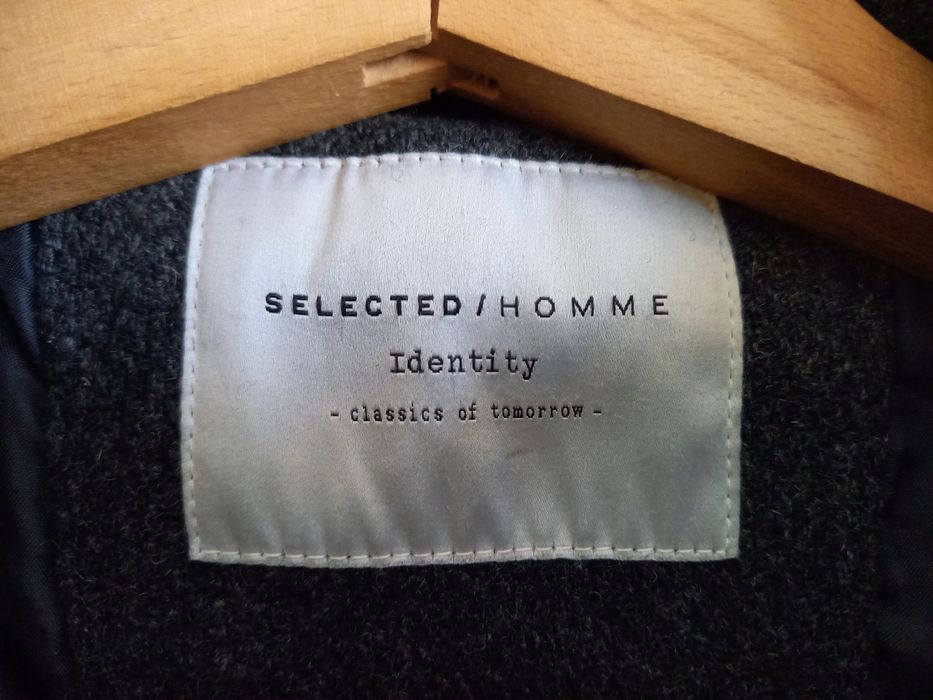 SELECTED/HOMME
Identity
- classics of tomorrow -